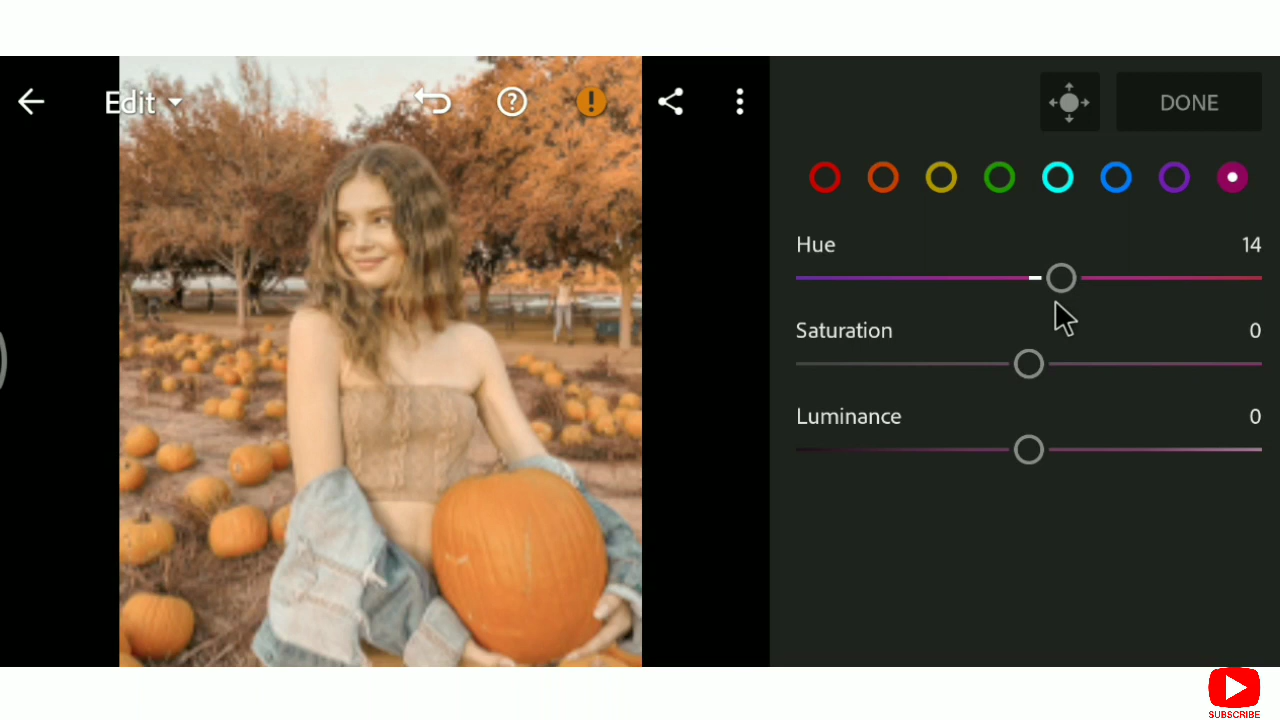 Edit
DONE
Hue 14
Saturation 0
Luminance 0
SUBSCRIBE